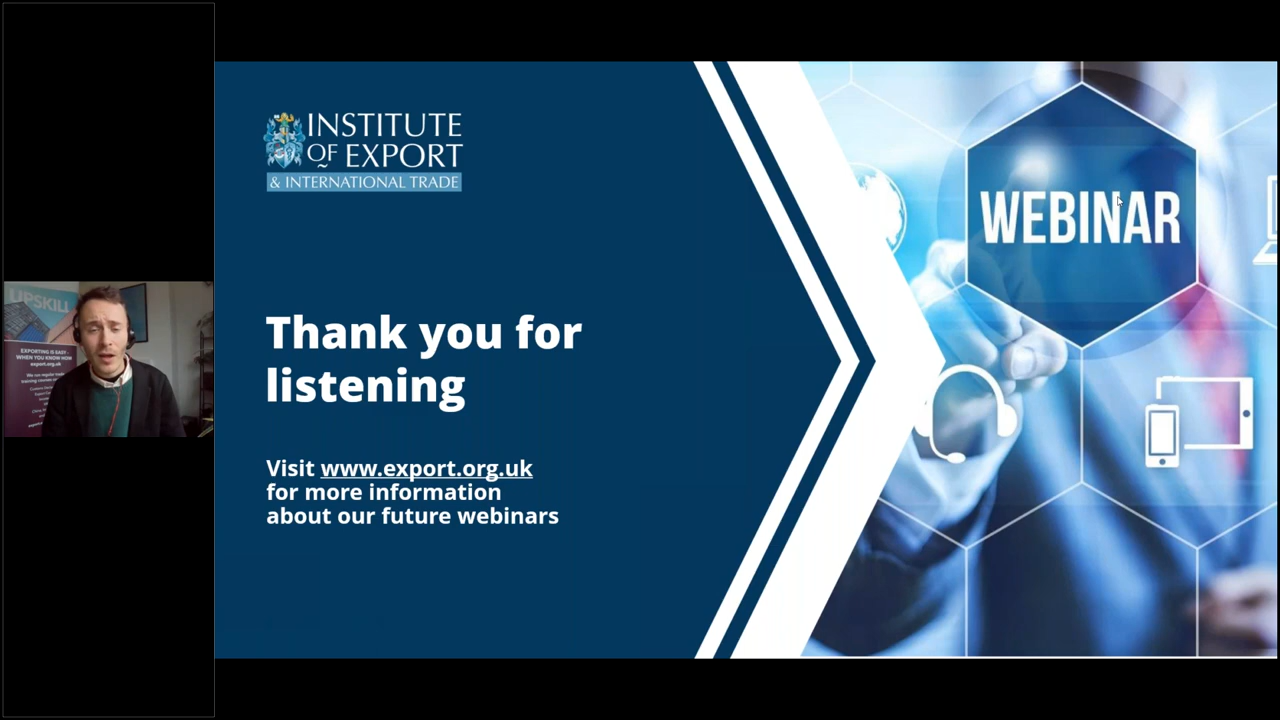 INSTITUTE
OF EXPORT
& INTERNATIONAL TRADE
Thank you for
listening
Visit www.export.org.uk
for more information
about our future webinars
WEBINAR
UPSKILL
EXPORTING IS EASY -
WHEN YOU KNOW HOW
export.org.uk